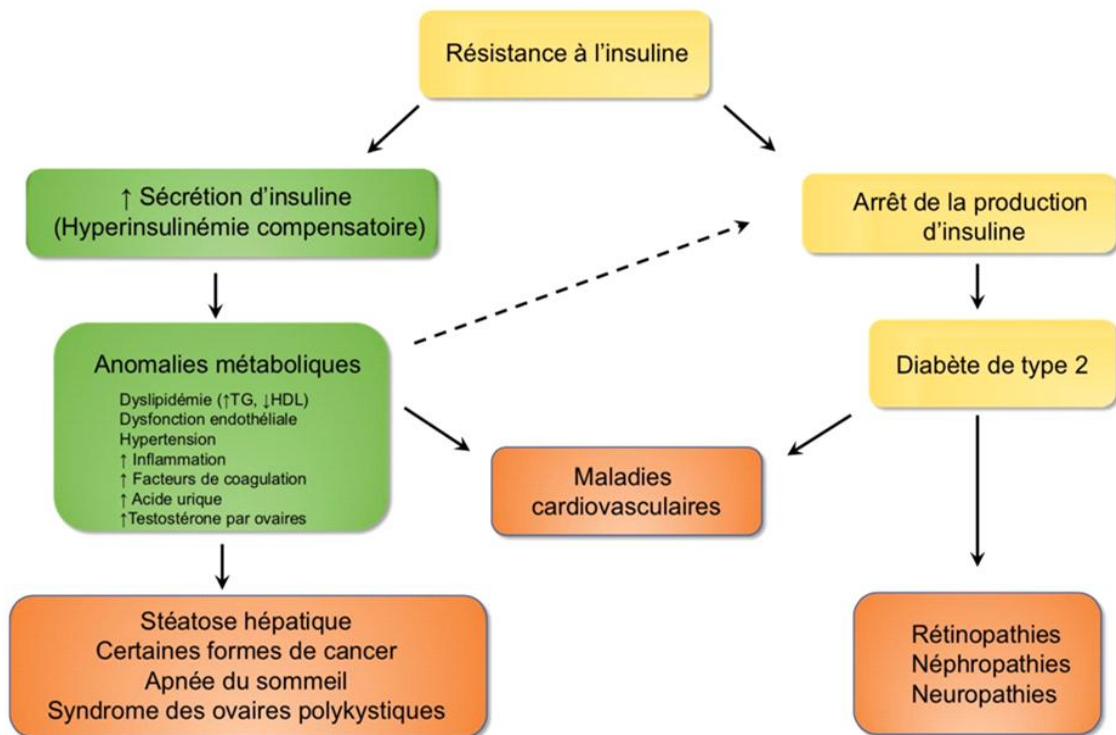 Résistance à l’insuline
↑ Sécrétion d’insuline
(Hyperinsulinémie compensatoire)
Arrêt de la production
d’insuline
Anomalies métaboliques
Dyslipidémie (↑TG, ↓HDL)
Dysfonction endothéliale
Hypertension
↑ Inflammation
↑ Facteurs de coagulation
↑ Acide urique
↑Testostérone par ovaires
Diabète de type 2
Maladies
cardiovasculaires
Stéatose hépatique
Certaines formes de cancer
Apnée du sommeil
Syndrome des ovaires polykystiques
Rétinopathies
Néphropathies
Neuropathies